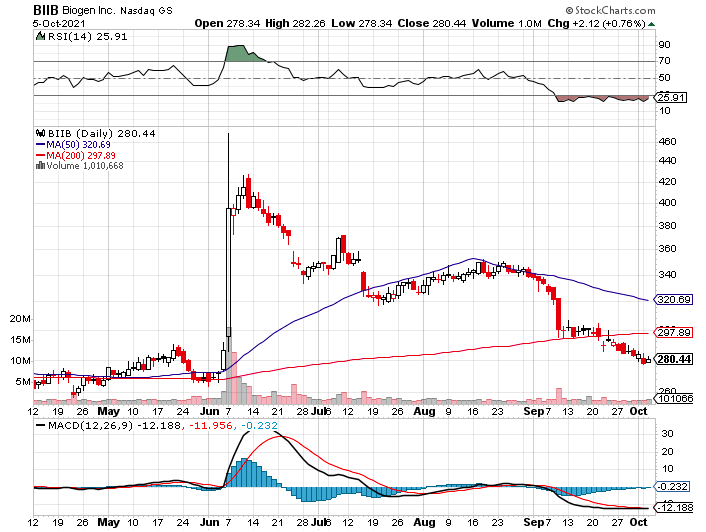 BIIB Biogen Inc. Nasdaq GS © StockCharts.com
5-Oct-2021 Open 278.34 High 282.26 Low 278.34 Close 280.44 Volume 1.0M Chg +2.12 (+0.76%)
RSI(14) 25.91
90
70
50
30
25.91
10
BIIB (Daily) 280.44
MA(50) 320.69
MA(200) 297.89
Volume 1,010,668
460
440
420
400
380
360
340
320.69
297.89
280.44
260
101066
20M
15M
10M
5M
12 19 26 May 10 17 24 Jun 7 14 21 28 Jul 6 12 19 26 Aug 9 16 23 Sep 7 13 20 27 Oct
MACD(12,26,9) -12.188, -11.956, -0.232
30
20
10
-0.232
-12.188
12 19 26 May 10 17 24 Jun 7 14 21 28 Jul 6 12 19 26 Aug 9 16 23 Sep 7 13 20 27 Oct